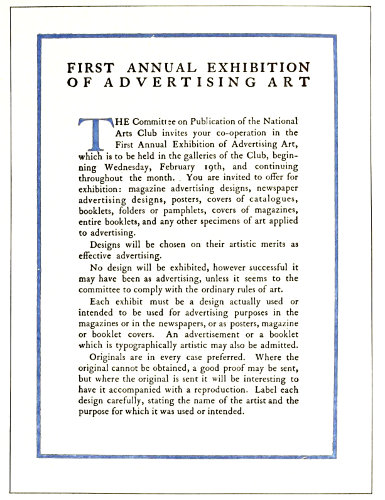 FIRST ANNUAL EXHIBITION
OF ADVERTISING ART
THE Committee on Publication of the National
Arts Club invites your co-operation in the
First Annual Exhibition of Advertising Art,
which is to be held in the galleries of the Club, begin-
ning Wednesday, February 19th, and continuing
throughout the month. You are invited to offer for
exhibition: magazine advertising designs, newspaper
advertising designs, posters, covers of catalogues,
booklets, folders or pamphlets, covers of magazines,
entire booklets, and any other specimens of art applied
to advertising.
Designs will be chosen on their artistic merits as
effective advertising.
No design will be exhibited, however successful it
may have been as advertising, unless it seems to the
committee to comply with the ordinary rules of art.
Each exhibit must be a design actually used or
intended to be used for advertising purposes in the
magazines or in the newspapers, or as posters, magazine
or booklet covers. An advertisement or a booklet
which is typographically artistic may also be admitted.
Originals are in every case preferred. Where the
original cannot be obtained, a good proof may be sent,
but where the original is sent it will be interesting to
have it accompanied with a reproduction. Label each
design carefully, stating the name of the artist and the
purpose for which it was used or intended.